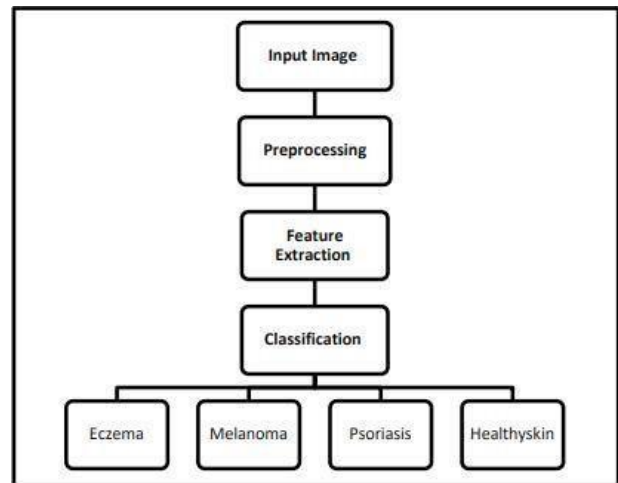 Input Image
Preprocessing
Feature
Extraction
Classification
Eczema
Melanoma
Psoriasis
Healthyskin